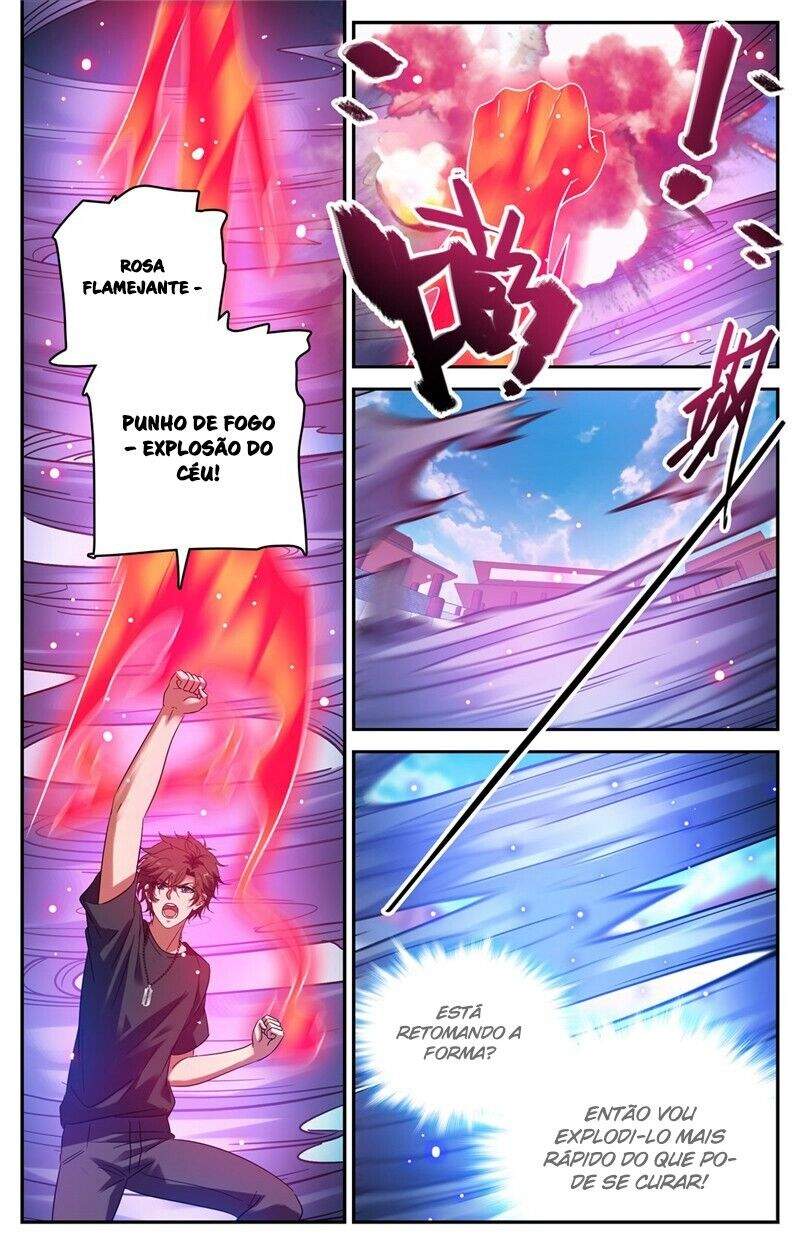 ROSA
FLAMEJANTE -
PUNHO DE FOGO
- EXPLOSÃO DO
CÉU!
ESTÁ
RETOMANDO A
FORMA?
ENTÃO VOU
EXPLODI-LO MAIS
RÁPIDO DO QUE PO-
DE SE CURAR!